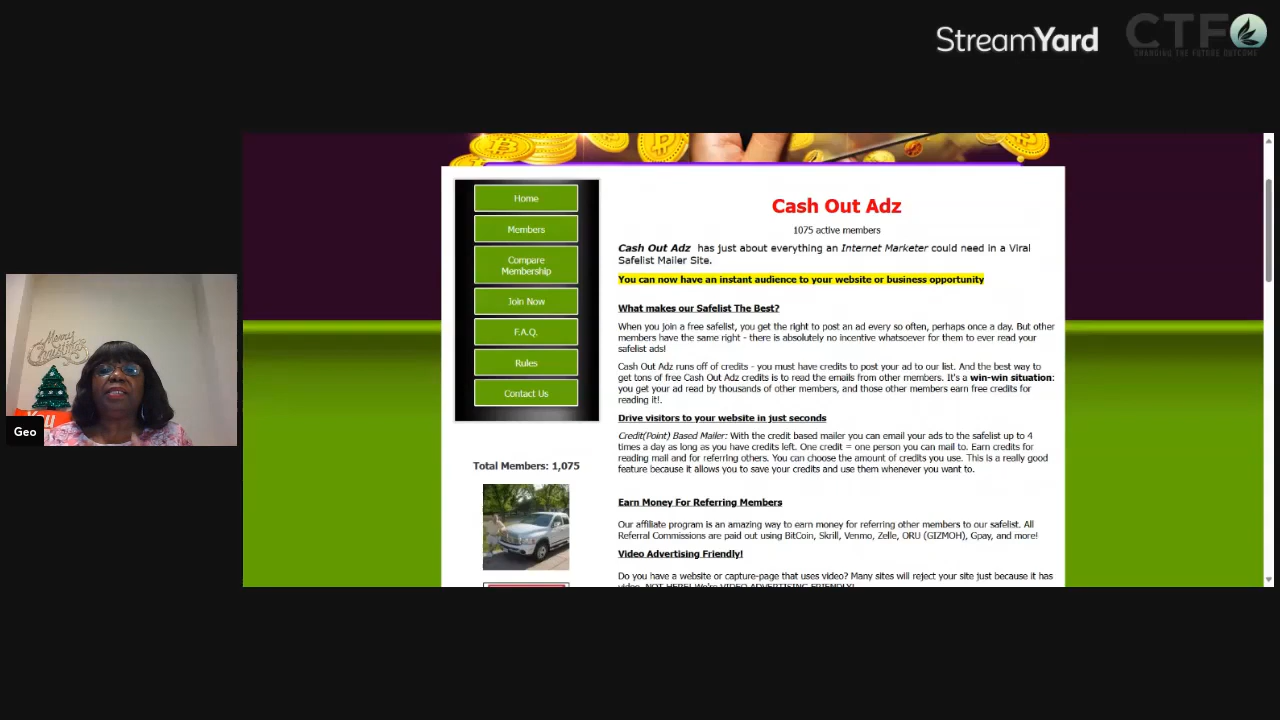 StreamYard
CTFO
CHANGING THE FUTURE OUTCOME
Home
Members
Compare
Membership
Join Now
F.A.Q.
Rules
Contact Us
Total Members: 1,075
Cash Out Adz
1075 active members
Cash Out Adz has just about everything an Internet Marketer could need in a Viral
Safelist Mailer Site.
You can now have an instant audience to your website or business opportunity
What makes our Safelist The Best?
When you join a free safelist, you get the right to post an ad every so often, perhaps once a day. But other
members have the same right - there is absolutely no incentive whatsoever for them to ever read your
safelist ads!
Cash Out Adz runs off of credits - you must have credits to post your ad to our list. And the best way to
get tons of free Cash Out Adz credits is to read the emails from other members. It's a win-win situation:
you get your ad read by thousands of other members, and those other members earn free credits for
reading it!.
Drive visitors to your website in just seconds
Credit(Point) Based Mailer: With the credit based mailer you can email your ads to the safelist up to 4
times a day as long as you have credits left. One credit = one person you can mail to. Earn credits for
reading mail and for referring others. You can choose the amount of credits you use. This is a really good
feature because it allows you to save your credits and use them whenever you want to.
Earn Money For Referring Members
Our affiliate program is an amazing way to earn money for referring other members to our safelist. All
Referral Commissions are paid out using BitCoin, Skrill, Venmo, Zelle, ORU (GIZMOH), Gpay, and more!
Video Advertising Friendly!
Do you have a website or capture-page that uses video? Many sites will reject your site just because it has
video. NOT HERE! We're VIDEO ADVERTISING FRIENDLY!
Merry
Christmas
Geo